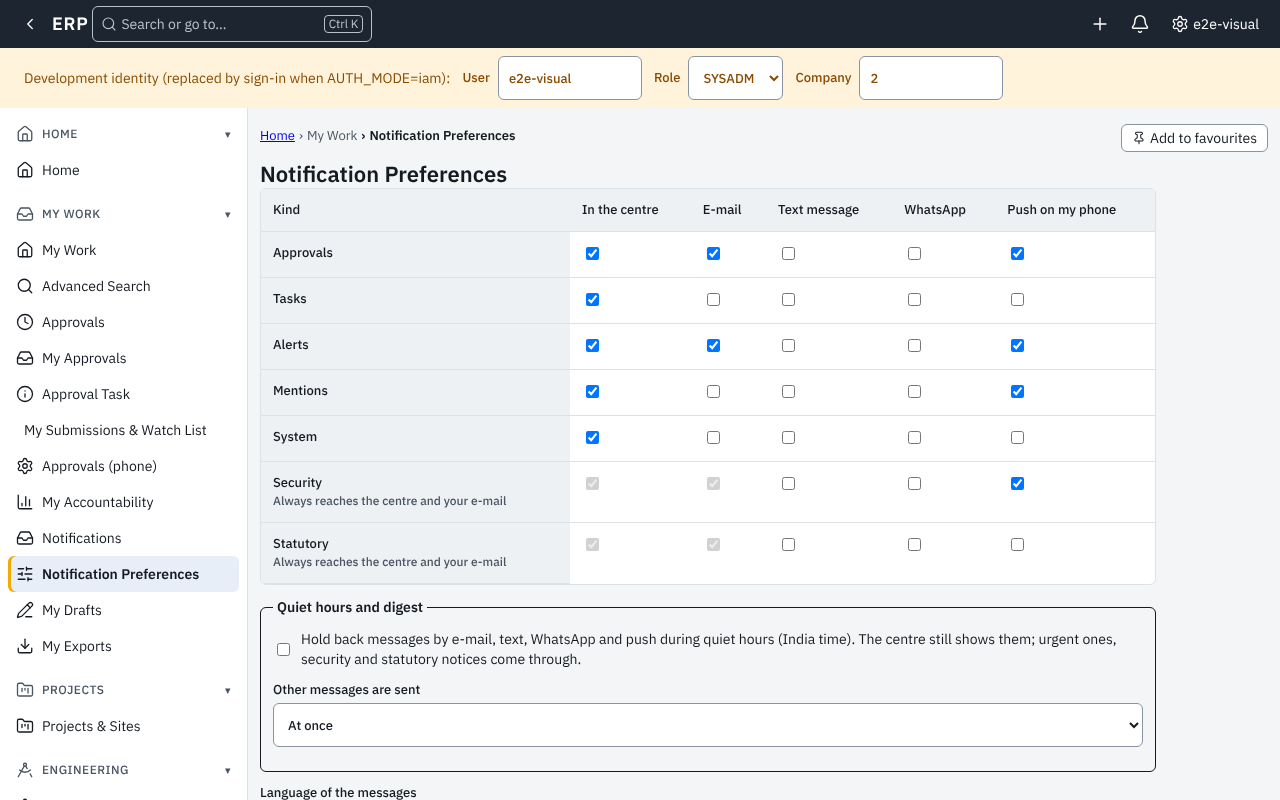 ERP
Search or go to...
Ctrl K
e2e-visual
Development identity (replaced by sign-in when AUTH_MODE=iam):
User
e2e-visual
Role
SYSADM
Company
2
HOME
Home
MY WORK
My Work
Advanced Search
Approvals
My Approvals
Approval Task
My Submissions & Watch List
Approvals (phone)
My Accountability
Notifications
Notification Preferences
My Drafts
My Exports
PROJECTS
Projects & Sites
ENGINEERING
Home › My Work › Notification Preferences
Add to favourites
Notification Preferences
Kind In the centre E-mail Text message WhatsApp Push on my phone
Approvals
Tasks
Alerts
Mentions
System
Security
Always reaches the centre and your e-mail
Statutory
Always reaches the centre and your e-mail
Quiet hours and digest
Hold back messages by e-mail, text, WhatsApp and push during quiet hours (India time). The centre still shows them; urgent ones,
security and statutory notices come through.
Other messages are sent
At once
Language of the messages